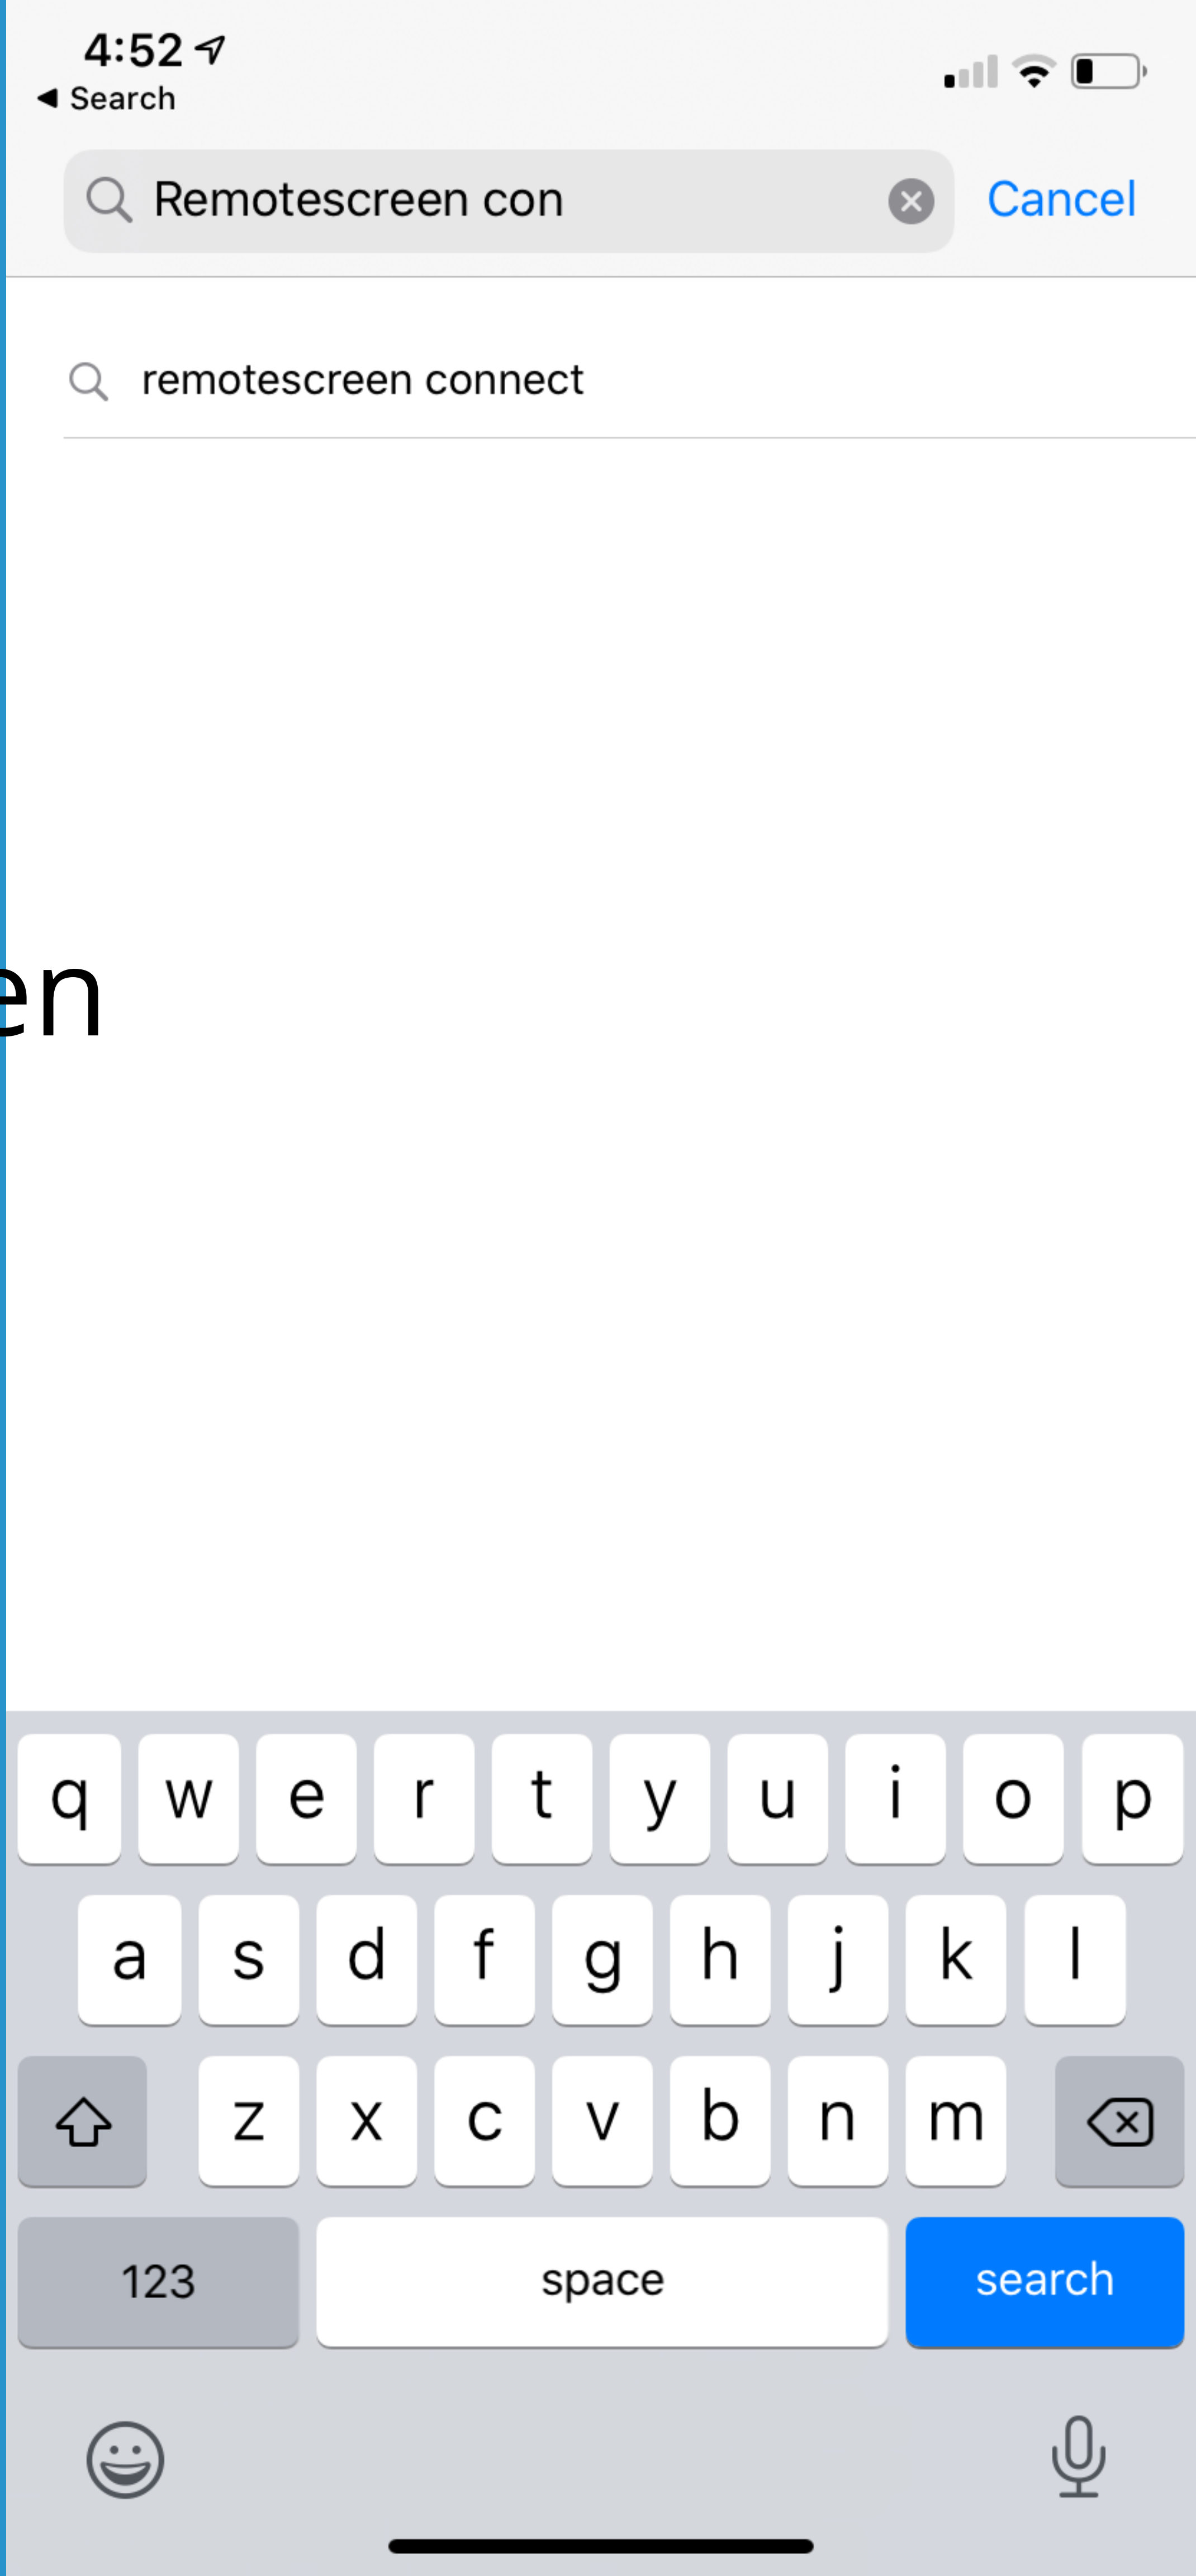 4:52
Search
Remotescreen con
Cancel
remotescreen connect
en
q w e r t y u i o p
a s d f g h j k l
z x c v b n m
123 space search